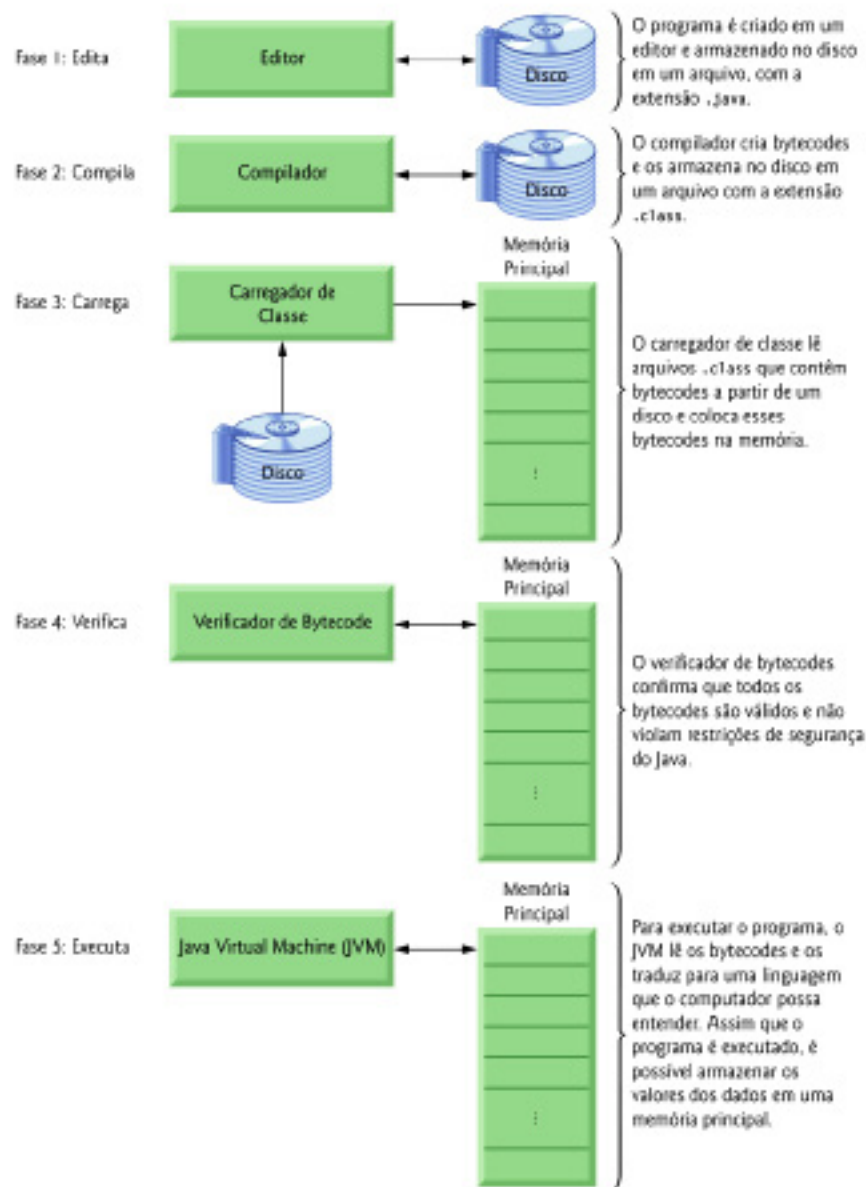 Fase 1: Edita
Editor
Disco
O programa é criado em um
editor e armazenado no disco
em um arquivo, com a
extensão .java.
Fase 2: Compila
Compilador
Disco
O compilador cria bytecodes
e os armazena no disco em
um arquivo com a extensão
.class.
Fase 3: Carrega
Carregador de
Classe
Disco
Memória
Principal
O carregador de classe lê
arquivos .class que contêm
bytecodes a partir de um
disco e coloca esses
bytecodes na memória.
Fase 4: Verifica
Verificador de Bytecode
Memória
Principal
O verificador de bytecodes
confirma que todos os
bytecodes são válidos e não
violam restrições de segurança
do Java.
Fase 5: Executa
Java Virtual Machine (JVM)
Memória
Principal
Para executar o programa, o
JVM lê os bytecodes e os
traduz para uma linguagem
que o computador possa
entender. Assim que o
programa é executado, é
possível armazenar os
valores dos dados em uma
memória principal.